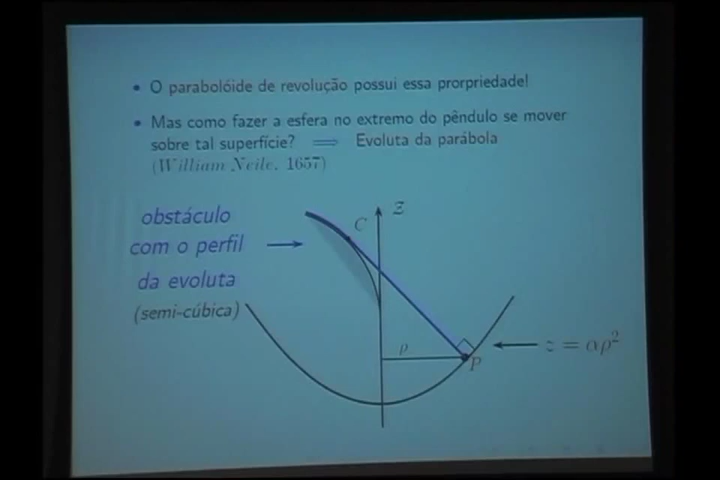 • O parabolóide de revolução possui essa prorpriedade!
• Mas como fazer a esfera no extremo do pêndulo se mover
sobre tal superfície? ⟹ Evoluta da parábola
(William Neile, 1657)
obstáculo
com o perfil
da evoluta
(semi-cúbica)
z
C
ρ
P
z = αρ²